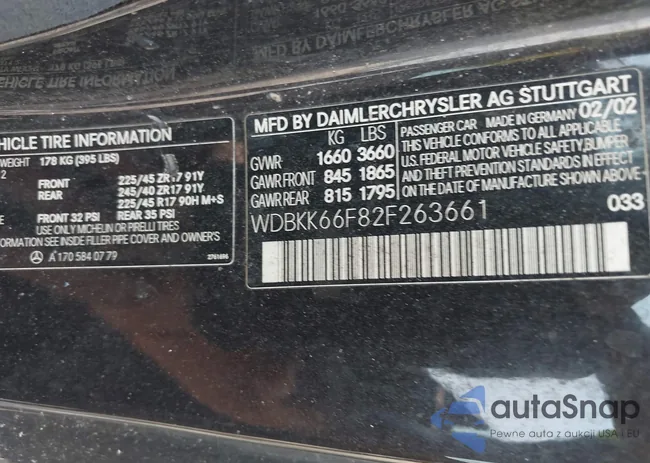 HICLE TIRE INFORMATION
WEIGHT 178 KG (395 LBS)
2
FRONT 225/45 ZR 17 91Y
REAR 245/40 ZR17 91Y
225/45 R17 90H M+S
FRONT 32 PSI REAR 35 PSI
USE ONLY MICHELIN OR PIRELLI TIRES
FORMATION SEE INSIDE FILLER PIPE COVER AND OWNER'S
A 170 584 07 79
2761695
MFD BY DAIMLERCHRYSLER AG STUTTGART
KG LBS
GVWR 1660 3660
GAWR FRONT 845 1865
GAWR REAR 815 1795
PASSENGER CAR MADE IN GERMANY 02/02
THIS VEHICLE CONFORMS TO ALL APPLICABLE
U.S. FEDERAL MOTOR VEHICLE SAFETY, BUMPER
AND THEFT PREVENTION STANDARDS IN EFFECT
ON THE DATE OF MANUFACTURE SHOWN ABOVE-
033
WDBKK66F82F263661
autoSnap
Pewne auta z aukcji USA i EU